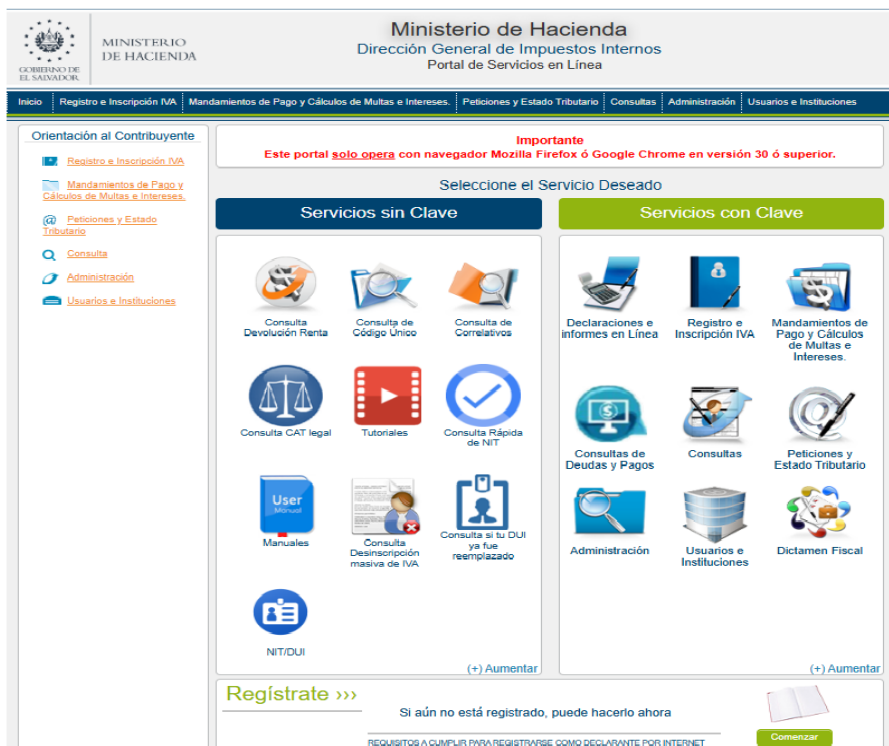 GOBIERNO DE
EL SALVADOR
MINISTERIO
DE HACIENDA
Ministerio de Hacienda
Dirección General de Impuestos Internos
Portal de Servicios en Línea
Inicio
Registro e Inscripción IVA
Mandamientos de Pago y Cálculos de Multas e Intereses.
Peticiones y Estado Tributario
Consultas
Administración
Usuarios e Instituciones
Orientación al Contribuyente
Registro e Inscripción IVA
Mandamientos de Pago y
Cálculos de Multas e Intereses.
Peticiones y Estado
Tributario
Consulta
Administración
Usuarios e Instituciones
Importante
Este portal solo opera con navegador Mozilla Firefox ó Google Chrome en versión 30 ó superior.
Seleccione el Servicio Deseado
Servicios sin Clave
Consulta
Devolución Renta
Consulta de
Código Único
Consulta de
Correlativos
Consulta CAT legal
Tutoriales
Consulta Rápida
de NIT
User
Manual
Manuales
Consulta
Desinscripción
masiva de IVA
Consulta si tu DUI
ya fue
reemplazado
NIT/DUI
(+) Aumentar
Servicios con Clave
Declaraciones e
informes en Línea
Registro e
Inscripción IVA
Mandamientos de
Pago y Cálculos
de Multas e
Intereses.
Consultas de
Deudas y Pagos
Consultas
Peticiones y
Estado Tributario
Administración
Usuarios e
Instituciones
Dictamen Fiscal
(+) Aumentar
Regístrate ›››
Si aún no está registrado, puede hacerlo ahora
Comenzar
REQUISITOS A CUMPLIR PARA REGISTRARSE COMO DECLARANTE POR INTERNET